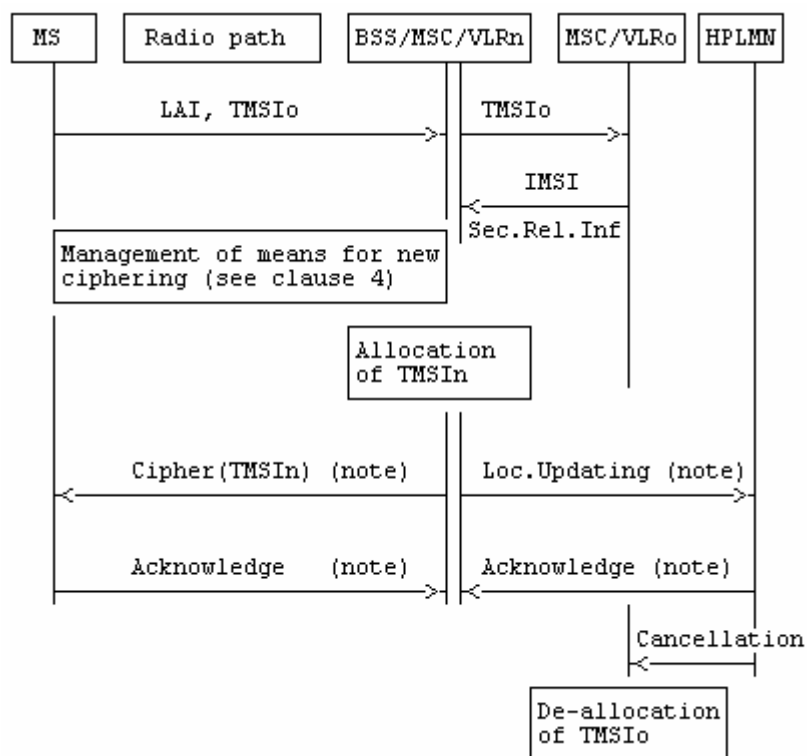 MS
Radio path
BSS/MSC/VLRn
MSC/VLRo
HPLMN
LAI, TMSIo
TMSIo
IMSI
Sec.Rel.Inf
Management of means for new
ciphering (see clause 4)
Allocation
of TMSIn
Cipher(TMSIn) (note)
Loc.Updating (note)
Acknowledge (note)
Acknowledge (note)
Cancellation
De-allocation
of TMSIo